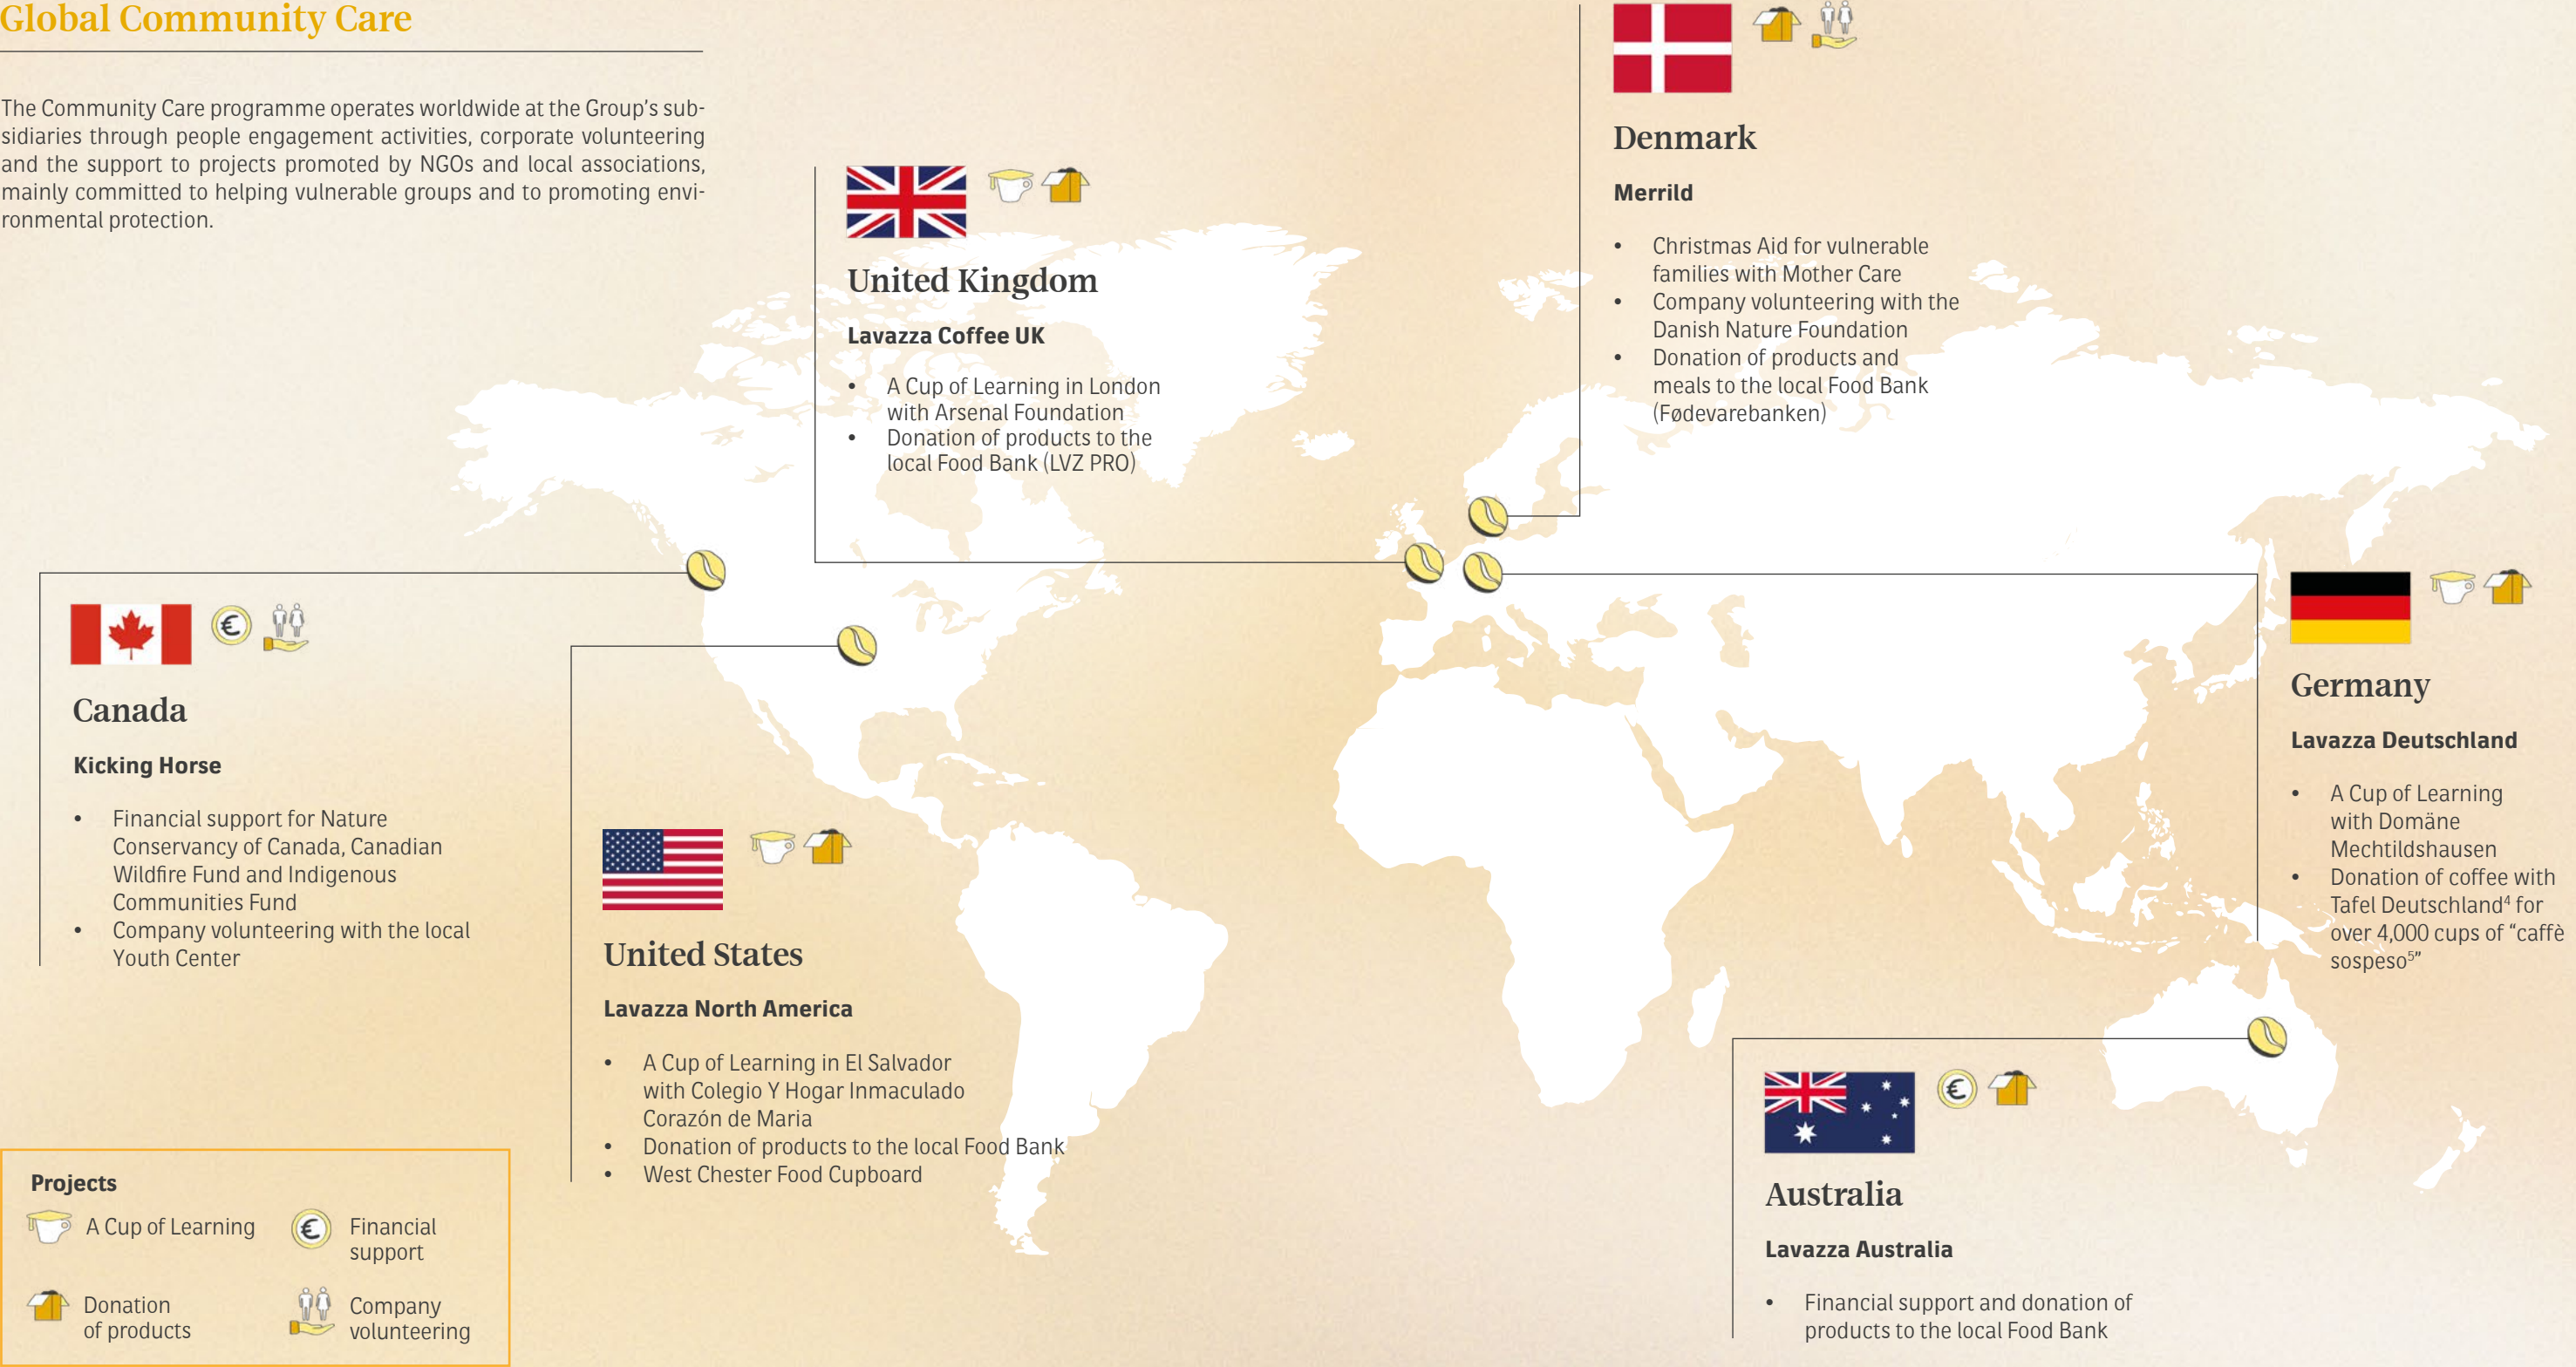 Global Community Care
The Community Care programme operates worldwide at the Group's sub-
sidiaries through people engagement activities, corporate volunteering
and the support to projects promoted by NGOs and local associations,
mainly committed to helping vulnerable groups and to promoting envi-
ronmental protection.
United Kingdom
Lavazza Coffee UK
• A Cup of Learning in London
with Arsenal Foundation
• Donation of products to the
local Food Bank (LVZ PRO)
Denmark
Merrild
• Christmas Aid for vulnerable
families with Mother Care
• Company volunteering with the
Danish Nature Foundation
• Donation of products and
meals to the local Food Bank
(Fødevarebanken)
Canada
Kicking Horse
• Financial support for Nature
Conservancy of Canada, Canadian
Wildfire Fund and Indigenous
Communities Fund
• Company volunteering with the local
Youth Center
United States
Lavazza North America
• A Cup of Learning in El Salvador
with Colegio Y Hogar Inmaculado
Corazón de Maria
• Donation of products to the local Food Bank
• West Chester Food Cupboard
Germany
Lavazza Deutschland
• A Cup of Learning
with Domäne
Mechtildshausen
• Donation of coffee with
Tafel Deutschland⁴ for
over 4,000 cups of “caffè
sospeso⁵”
Australia
Lavazza Australia
• Financial support and donation of
products to the local Food Bank
Projects
A Cup of Learning
€ Financial
support
Donation
of products
Company
volunteering